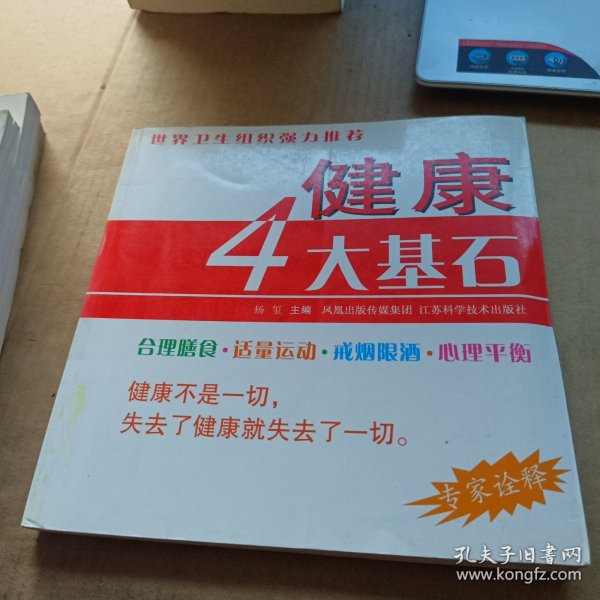 世界卫生组织强力推荐
健康
4大基石
杨玺 主编 凤凰出版传媒集团 江苏科学技术出版社
合理膳食·适量运动·戒烟限酒·心理平衡
健康不是一切，
失去了健康就失去了一切。
专家诠释
孔夫子旧书网
www.kongfz.com